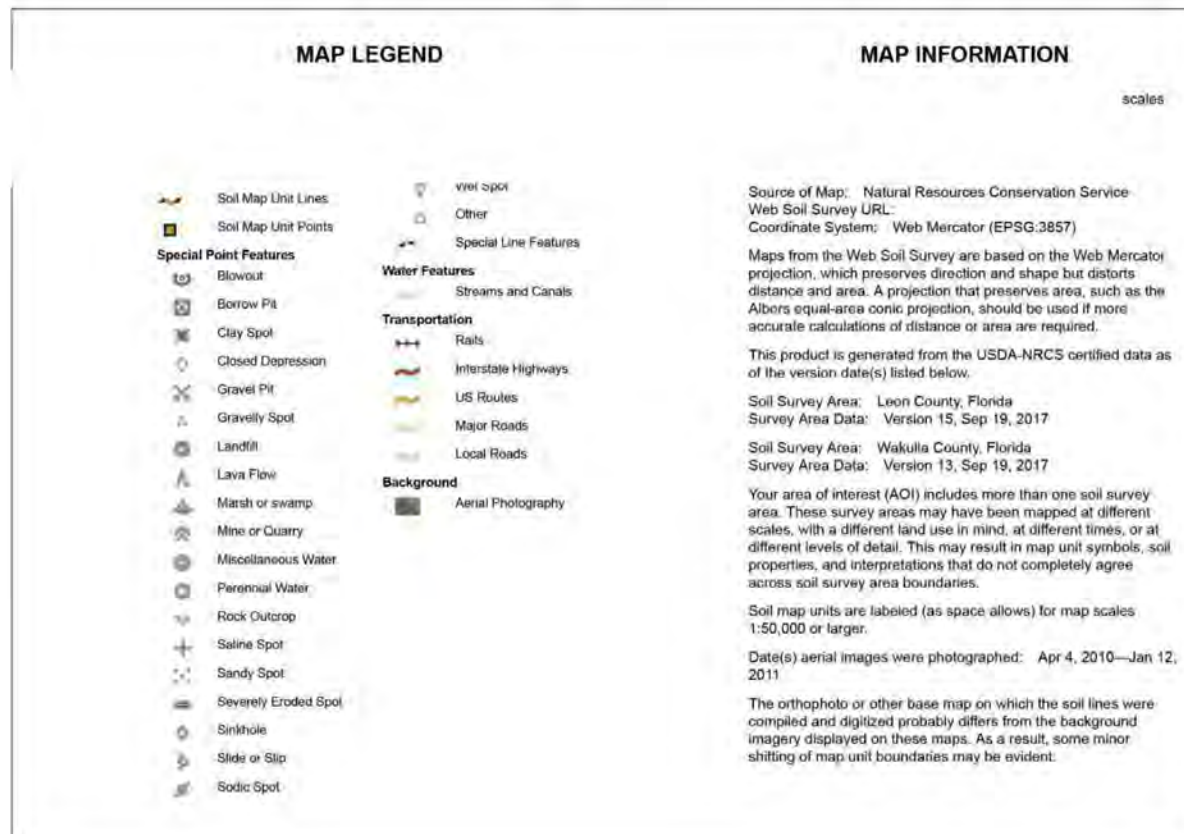 MAP LEGEND
Soil Map Unit Lines
Soil Map Unit Points
Special Point Features
Blowout
Borrow Pit
Clay Spot
Closed Depression
Gravel Pit
Gravelly Spot
Landfill
Lava Flow
Marsh or swamp
Mine or Quarry
Miscellaneous Water
Perennial Water
Rock Outcrop
Saline Spot
Sandy Spot
Severely Eroded Spot
Sinkhole
Slide or Slip
Sodic Spot
Wet Spot
Other
Special Line Features
Water Features
Streams and Canals
Transportation
Rails
Interstate Highways
US Routes
Major Roads
Local Roads
Background
Aerial Photography
MAP INFORMATION
scales
Source of Map: Natural Resources Conservation Service
Web Soil Survey URL:
Coordinate System: Web Mercator (EPSG:3857)
Maps from the Web Soil Survey are based on the Web Mercator
projection, which preserves direction and shape but distorts
distance and area. A projection that preserves area, such as the
Albers equal-area conic projection, should be used if more
accurate calculations of distance or area are required.
This product is generated from the USDA-NRCS certified data as
of the version date(s) listed below.
Soil Survey Area: Leon County, Florida
Survey Area Data: Version 15, Sep 19, 2017
Soil Survey Area: Wakulla County, Florida
Survey Area Data: Version 13, Sep 19, 2017
Your area of interest (AOI) includes more than one soil survey
area. These survey areas may have been mapped at different
scales, with a different land use in mind, at different times, or at
different levels of detail. This may result in map unit symbols, soil
properties, and interpretations that do not completely agree
across soil survey area boundaries.
Soil map units are labeled (as space allows) for map scales
1:50,000 or larger.
Date(s) aerial images were photographed: Apr 4, 2010—Jan 12,
2011
The orthophoto or other base map on which the soil lines were
compiled and digitized probably differs from the background
imagery displayed on these maps. As a result, some minor
shifting of map unit boundaries may be evident.